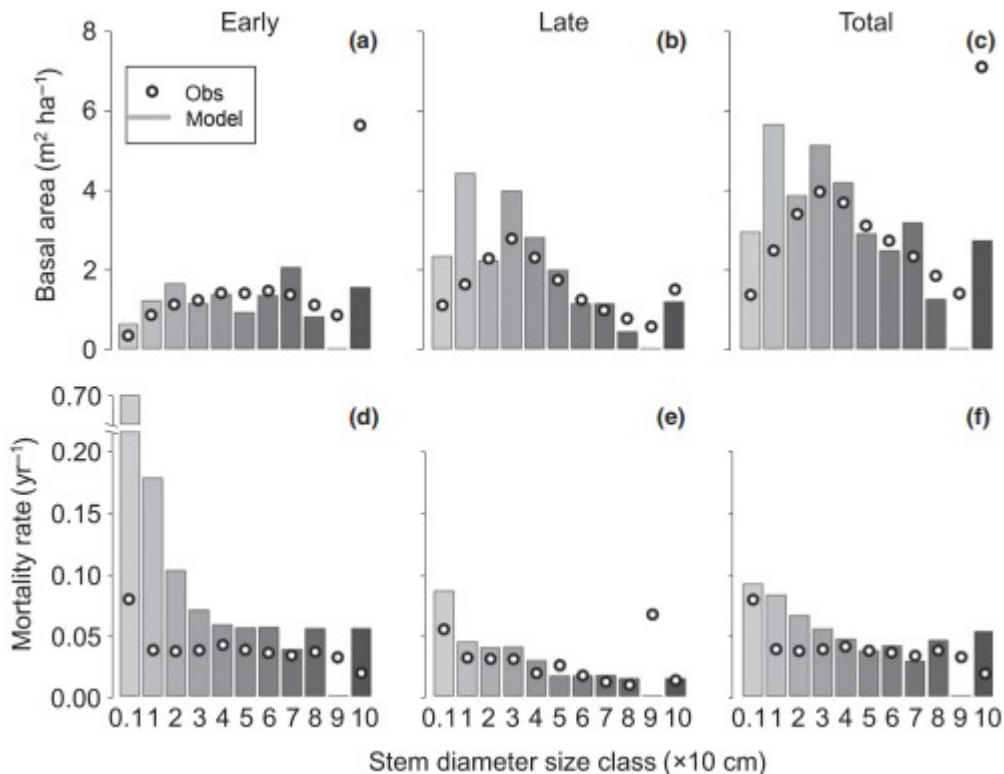 Early Late Total
(a) (b) (c)
8
6
4
2
0
Basal area (m² ha⁻¹)
Obs
Model
(d) (e) (f)
0.70
0.20
0.15
0.10
0.05
0.00
Mortality rate (yr⁻¹)
0.1 1 2 3 4 5 6 7 8 9 10 0.1 1 2 3 4 5 6 7 8 9 10 0.1 1 2 3 4 5 6 7 8 9 10
Stem diameter size class (×10 cm)